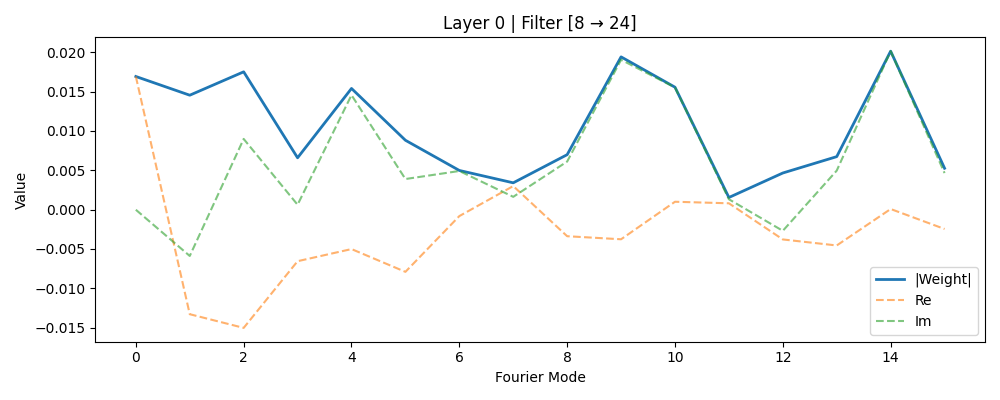 Layer 0 | Filter [8 → 24]
0.020
0.015
0.010
0.005
0.000
−0.005
−0.010
−0.015
Value
0 2 4 6 8 10 12 14
Fourier Mode
|Weight|
Re
Im